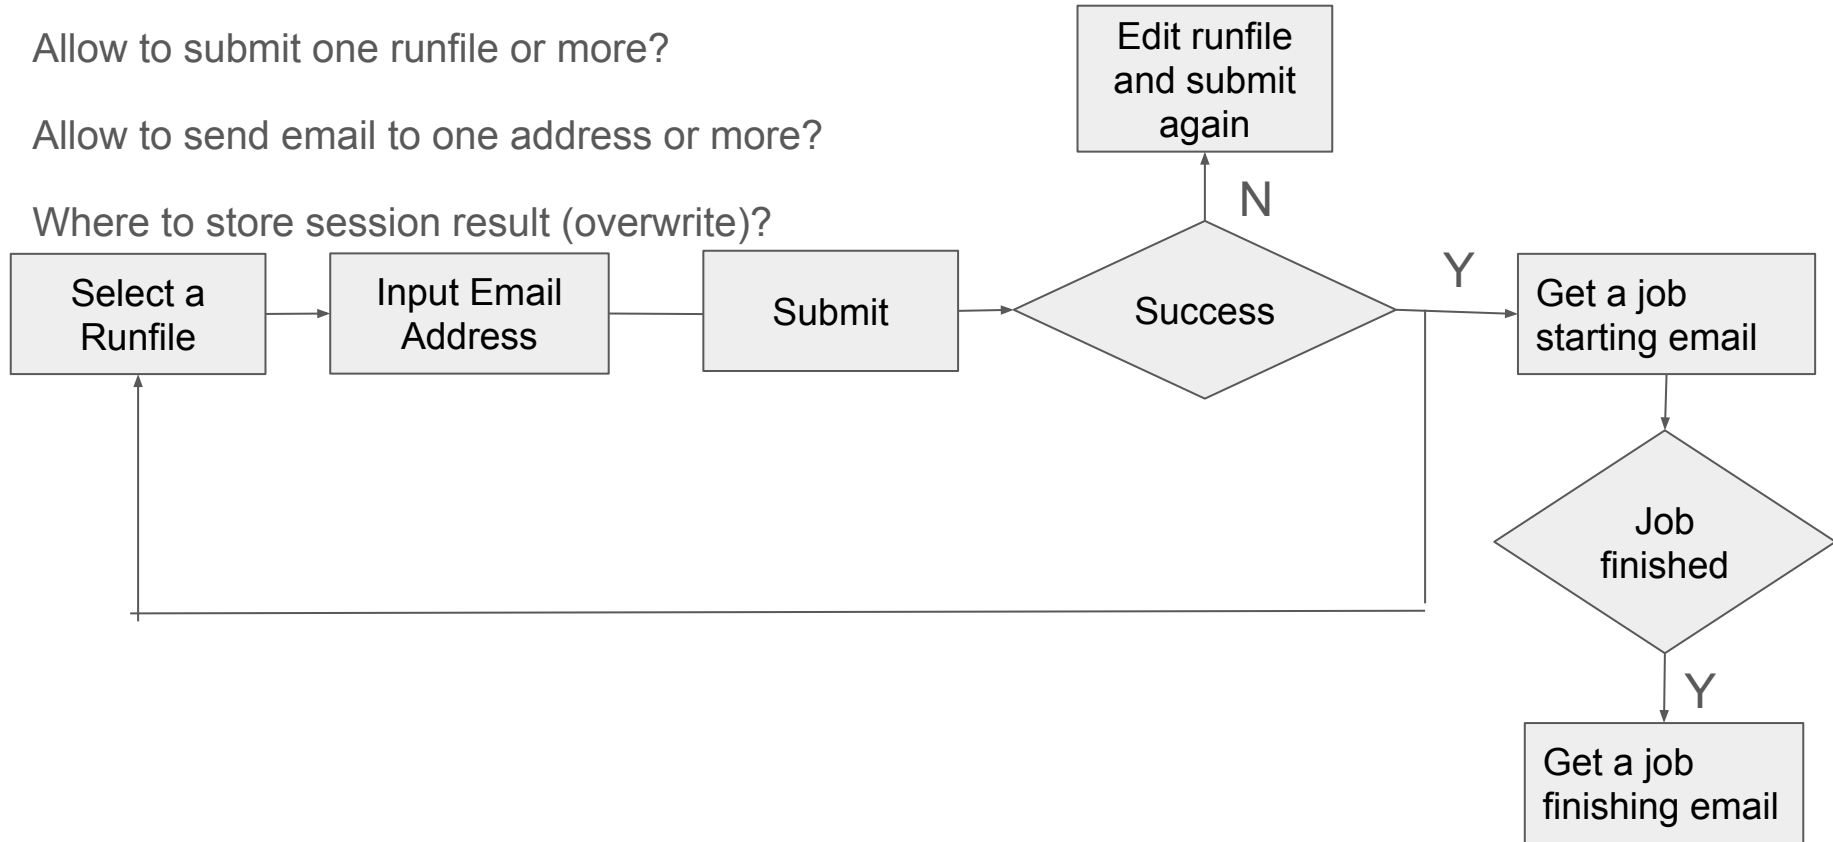 Allow to submit one runfile or more?
Allow to send email to one address or more?
Where to store session result (overwrite)?
Edit runfile
and submit
again
N
Select a
Runfile
Input Email
Address
Submit
Success
Y
Get a job
starting email
Job
finished
Y
Get a job
finishing email